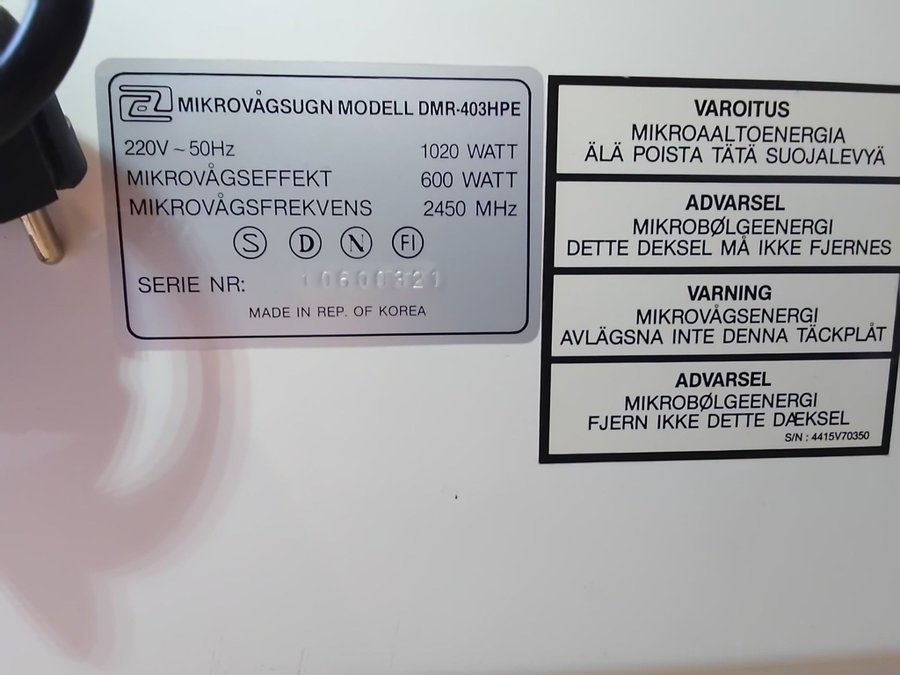 MIKROVÅGSUGN MODELL DMR-403HPE
220V ~ 50Hz 1020 WATT
MIKROVÅGSEFFEKT 600 WATT
MIKROVÅGSFREKVENS 2450 MHz
S D N FI
SERIE NR: 10600321
MADE IN REP. OF KOREA
VAROITUS
MIKROAALTOENERGIA
ÄLÄ POISTA TÄTÄ SUOJALEVYÄ
ADVARSEL
MIKROBØLGEENERGI
DETTE DEKSEL MÅ IKKE FJERNES
VARNING
MIKROVÅGSENERGI
AVLÄGSNA INTE DENNA TÄCKPLÅT
ADVARSEL
MIKROBØLGEENERGI
FJERN IKKE DETTE DÆKSEL
S/N : 4415V70350